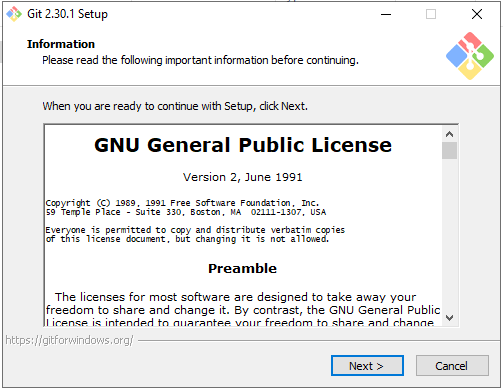 Git 2.30.1 Setup
Information
Please read the following important information before continuing.
When you are ready to continue with Setup, click Next.
GNU General Public License
Version 2, June 1991
Copyright (C) 1989, 1991 Free Software Foundation, Inc.
59 Temple Place - Suite 330, Boston, MA  02111-1307, USA
Everyone is permitted to copy and distribute verbatim copies
of this license document, but changing it is not allowed.
Preamble
The licenses for most software are designed to take away your
freedom to share and change it. By contrast, the GNU General Public
License is intended to guarantee your freedom to share and change
https://gitforwindows.org/
Next >
Cancel